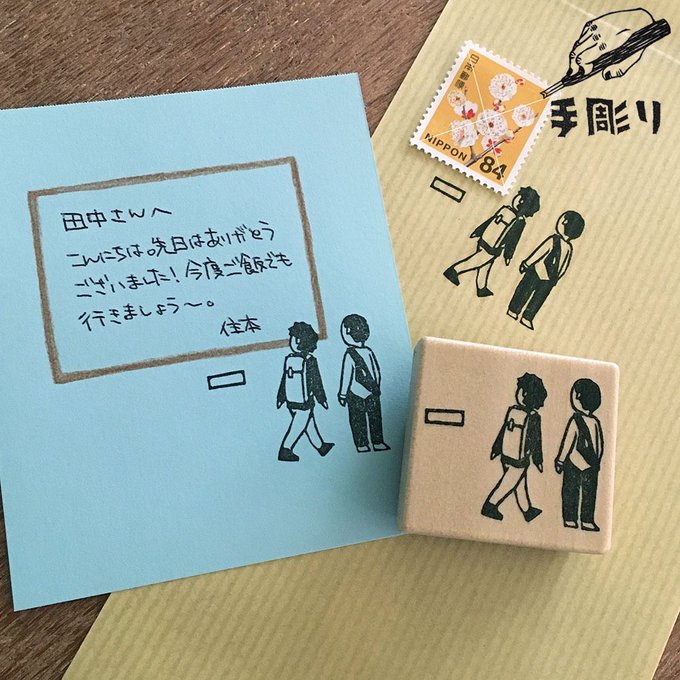 田中さんへ
こんにちは。先日はありがとう
ございました!今度ご飯でも
行きましょう〜。
住本
日本郵便
NIPPON 84
手彫り